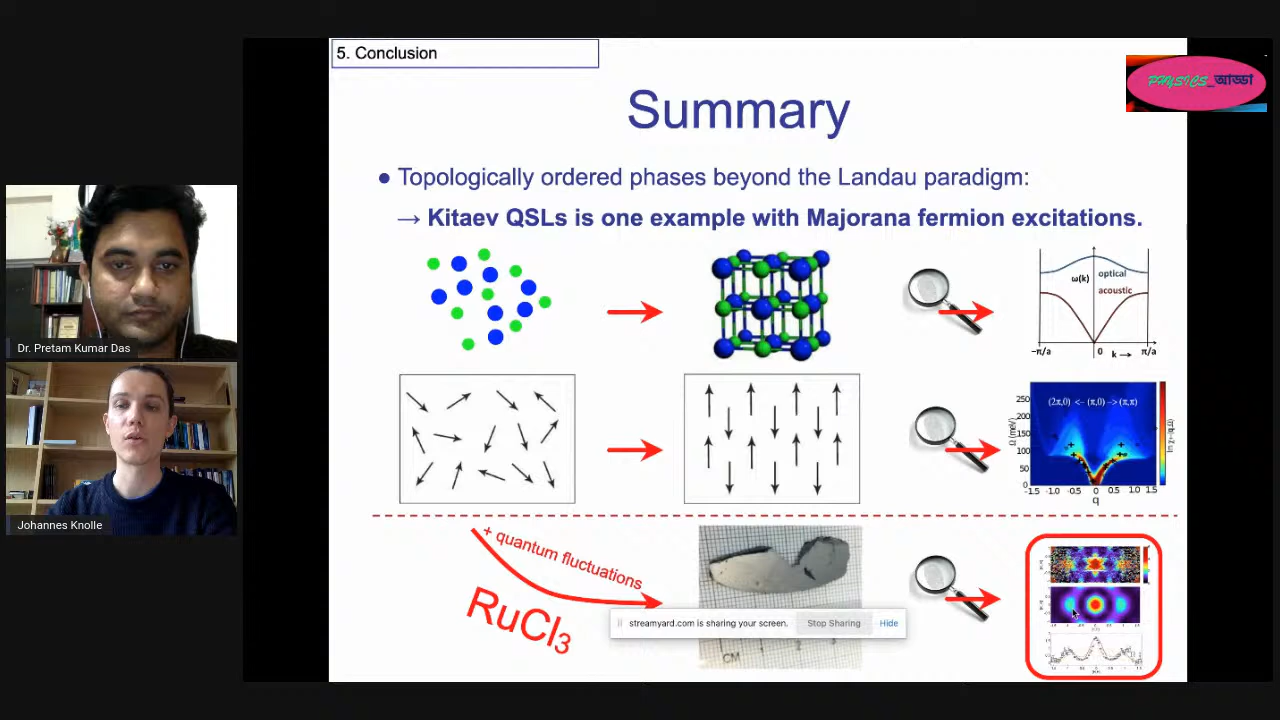 5. Conclusion
PHYSICS_আড্ডা
Summary
● Topologically ordered phases beyond the Landau paradigm:
→ Kitaev QSLs is one example with Majorana fermion excitations.
ω(k)
optical
acoustic
−π/a 0 k → π/a
Dr. Pretam Kumar Das
(2π,0) <- (π,0) −> (π,π)
Ω (meV)
250
200
150
100
50
0
-1.5 -1.0 -0.5 0 0.5 1.0 1.5
q
Johannes Knolle
+ quantum fluctuations
RuCl3
streamyard.com is sharing your screen. Stop Sharing Hide
CM 1 2 3